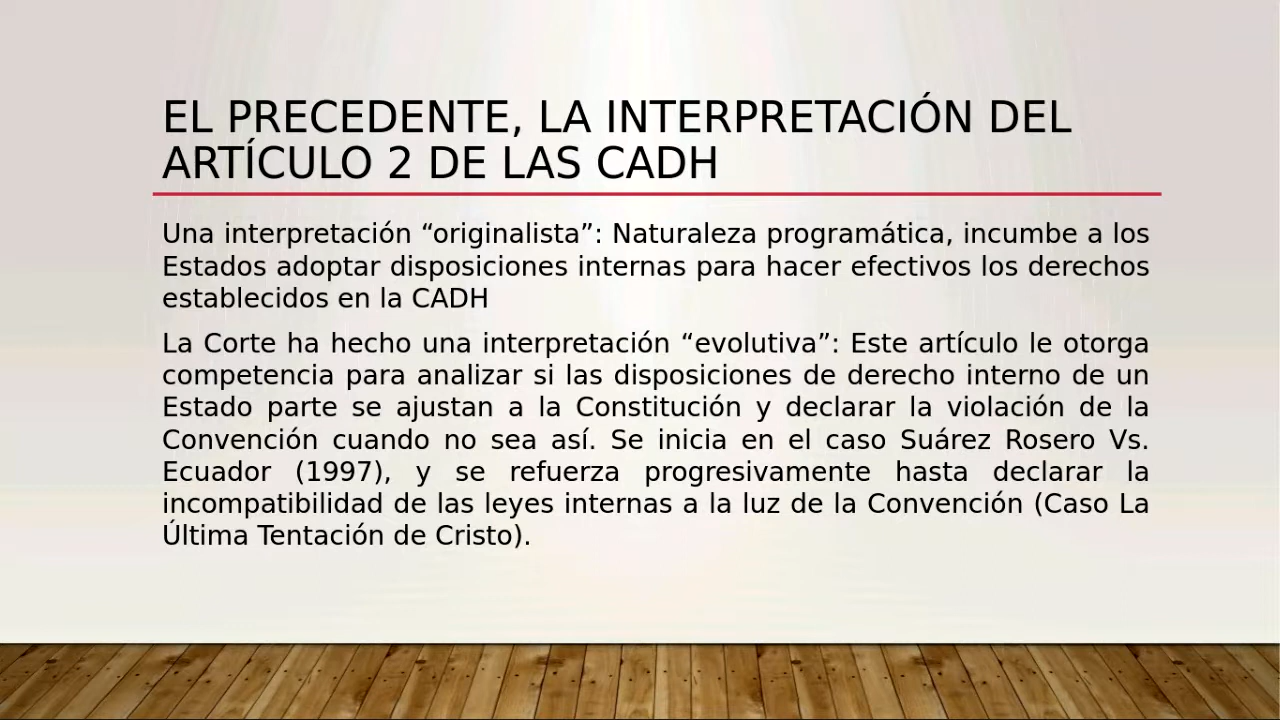 EL PRECEDENTE, LA INTERPRETACIÓN DEL
ARTÍCULO 2 DE LAS CADH
Una interpretación “originalista”: Naturaleza programática, incumbe a los
Estados adoptar disposiciones internas para hacer efectivos los derechos
establecidos en la CADH
La Corte ha hecho una interpretación “evolutiva”: Este artículo le otorga
competencia para analizar si las disposiciones de derecho interno de un
Estado parte se ajustan a la Constitución y declarar la violación de la
Convención cuando no sea así. Se inicia en el caso Suárez Rosero Vs.
Ecuador (1997), y se refuerza progresivamente hasta declarar la
incompatibilidad de las leyes internas a la luz de la Convención (Caso La
Última Tentación de Cristo).